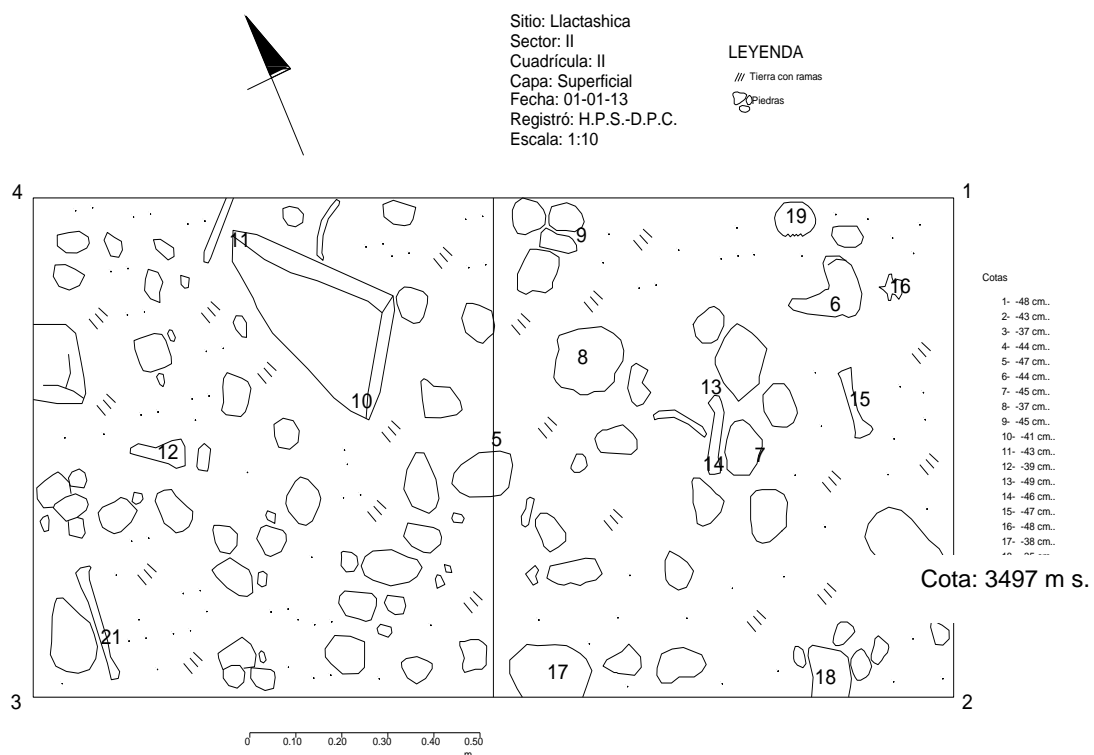 Sitio: Llactashica
Sector: II
Cuadrícula: II
Capa: Superficial
Fecha: 01-01-13
Registró: H.P.S.-D.P.C.
Escala: 1:10
LEYENDA
Tierra con ramas
Piedras
4
1
19
11
9
16
6
8
10
13
15
5
12
14
7
21
17
18
3
2
Cotas
1- -48 cm..
2- -43 cm..
3- -37 cm..
4- -44 cm..
5- -47 cm..
6- -44 cm..
7- -45 cm..
8- -37 cm..
9- -45 cm..
10- -41 cm..
11- -43 cm..
12- -39 cm..
13- -49 cm..
14- -46 cm..
15- -47 cm..
16- -48 cm..
17- -38 cm..
Cota: 3497 m s.
0 0.10 0.20 0.30 0.40 0.50
m